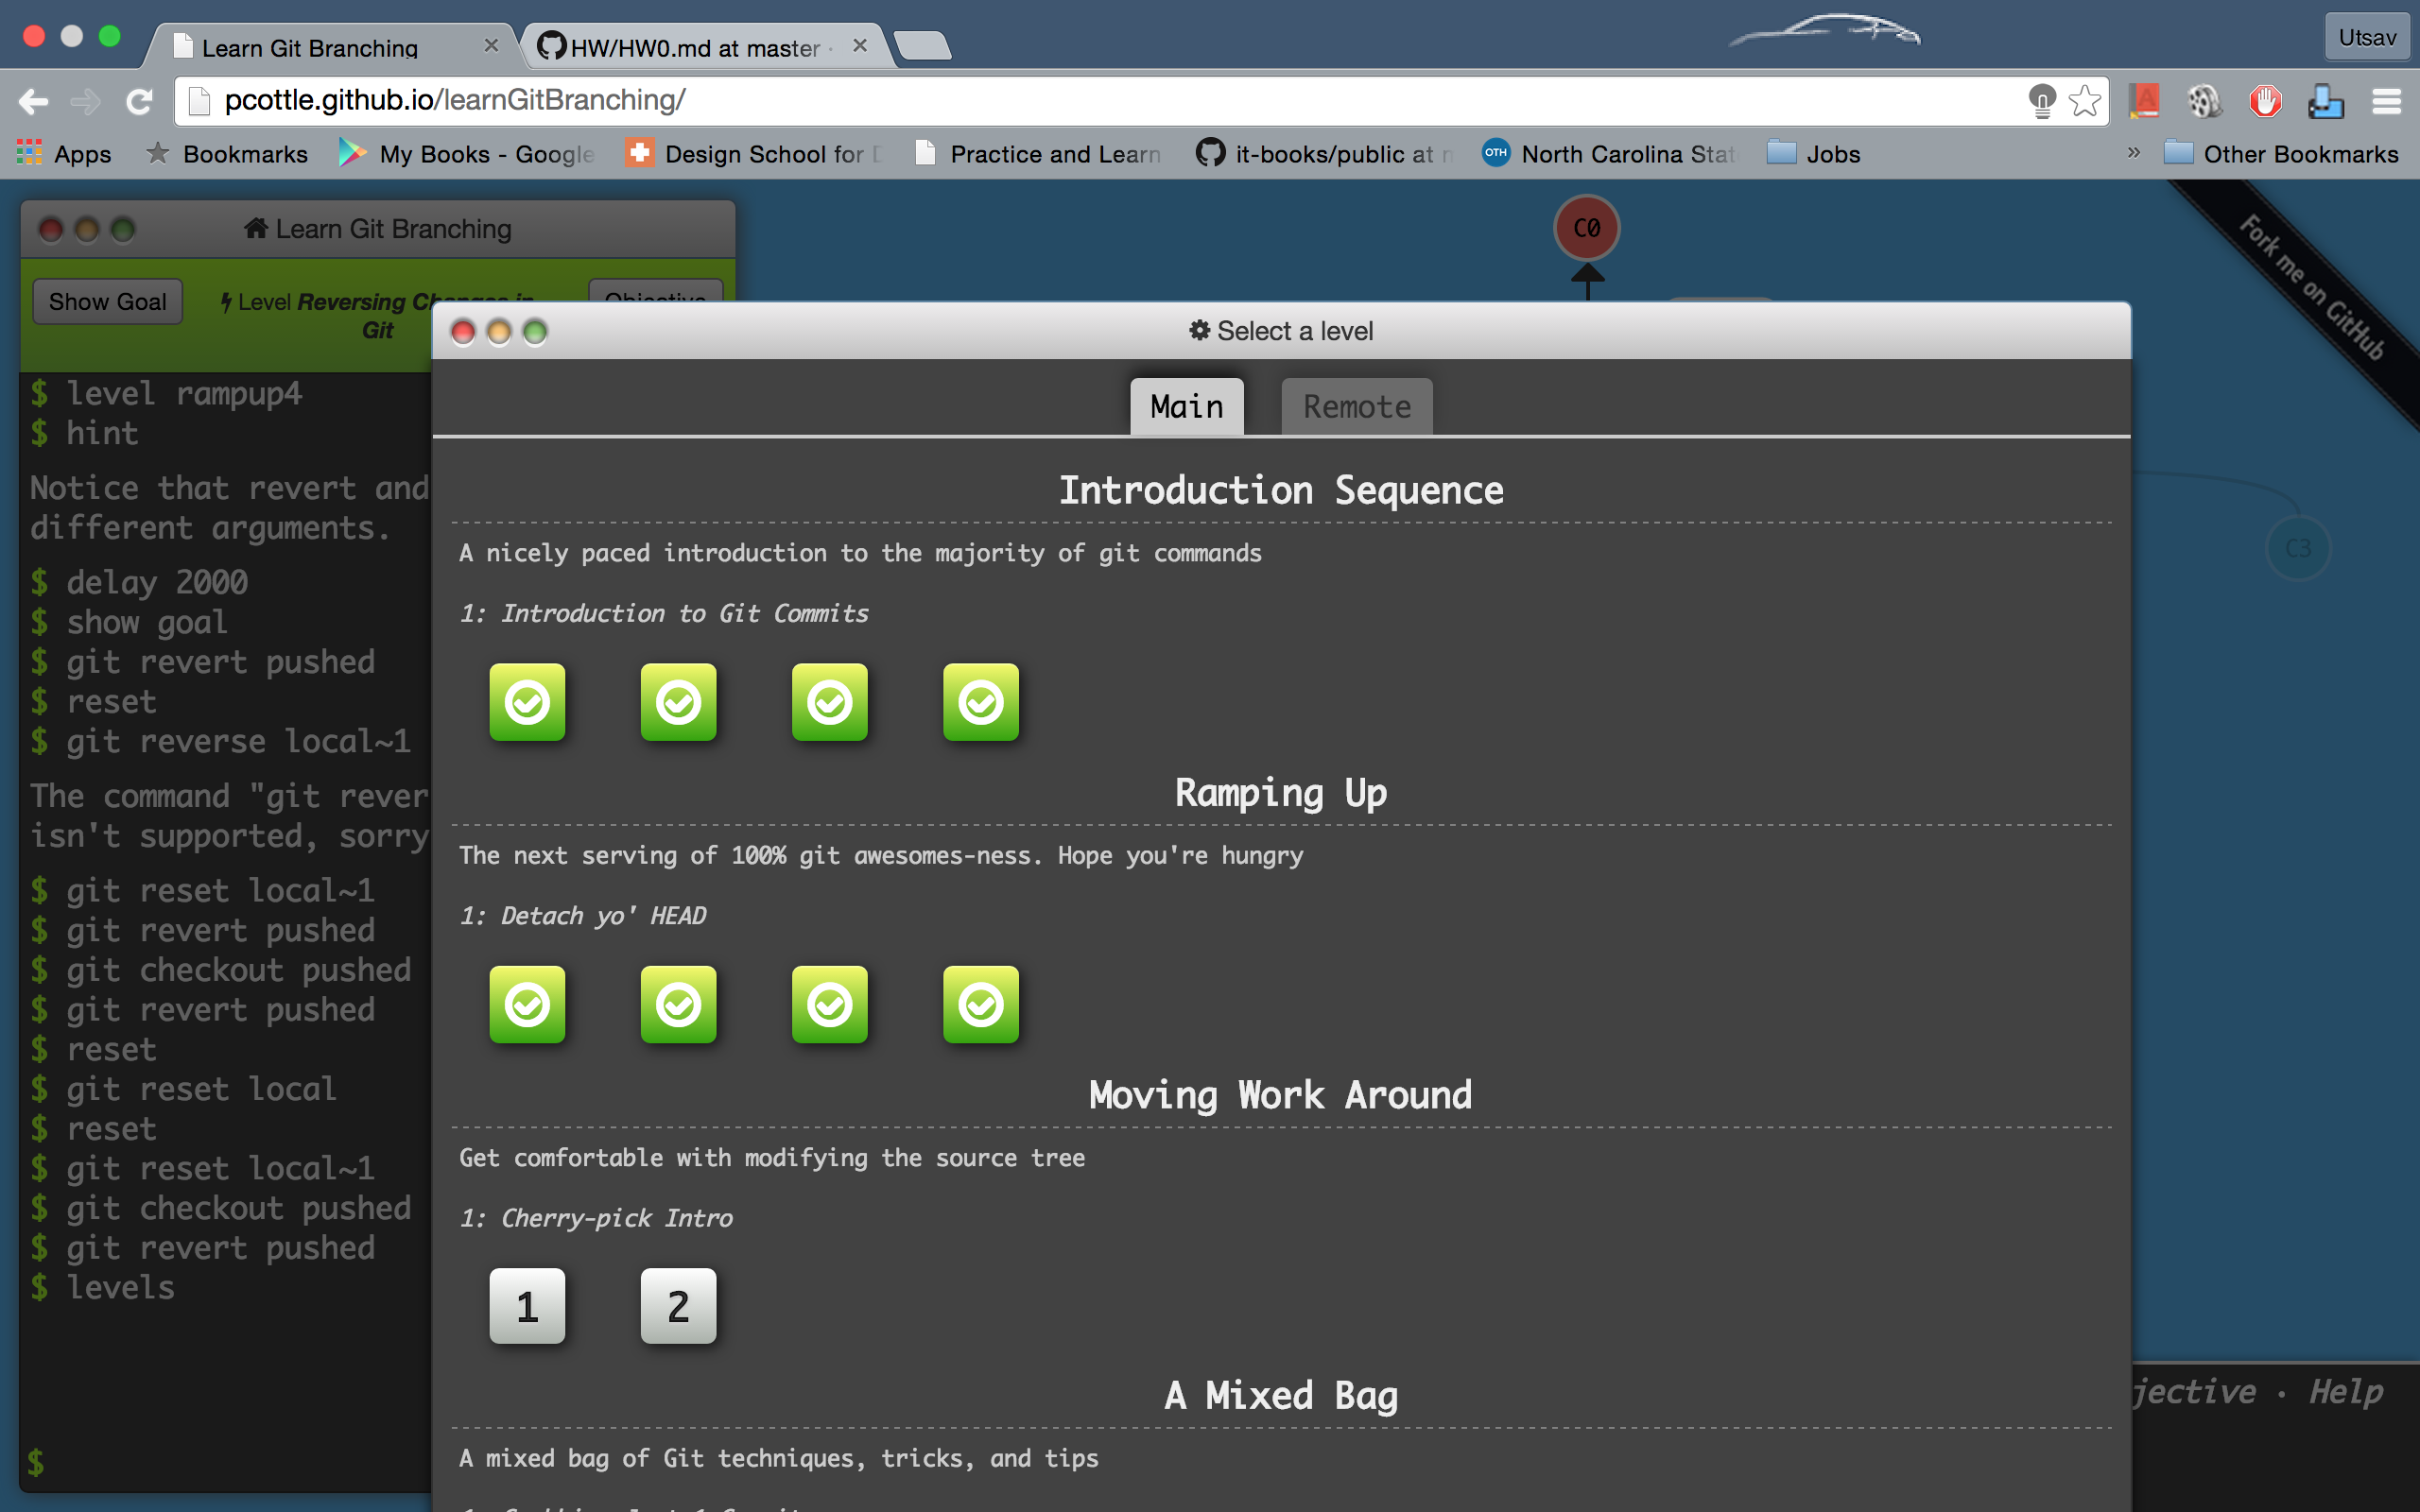 Learn Git Branching
HW/HW0.md at master
Utsav
pcottle.github.io/learnGitBranching/
Apps
Bookmarks
My Books - Google
Design School for D
Practice and Learn
it-books/public at m
OTH
North Carolina Stat
Jobs
»
Other Bookmarks
Learn Git Branching
Show Goal
Level Reversing Changes in
Git
Objective
$ level rampup4
$ hint
Notice that revert and
different arguments.
$ delay 2000
$ show goal
$ git revert pushed
$ reset
$ git reverse local~1
The command "git rever
isn't supported, sorry
$ git reset local~1
$ git revert pushed
$ git checkout pushed
$ git revert pushed
$ reset
$ git reset local
$ reset
$ git reset local~1
$ git checkout pushed
$ git revert pushed
$ levels
$
C0
Fork me on GitHub
C3
Select a level
Main
Remote
Introduction Sequence
A nicely paced introduction to the majority of git commands
1: Introduction to Git Commits
Ramping Up
The next serving of 100% git awesomes-ness. Hope you're hungry
1: Detach yo' HEAD
Moving Work Around
Get comfortable with modifying the source tree
1: Cherry-pick Intro
1
2
A Mixed Bag
A mixed bag of Git techniques, tricks, and tips
jective · Help